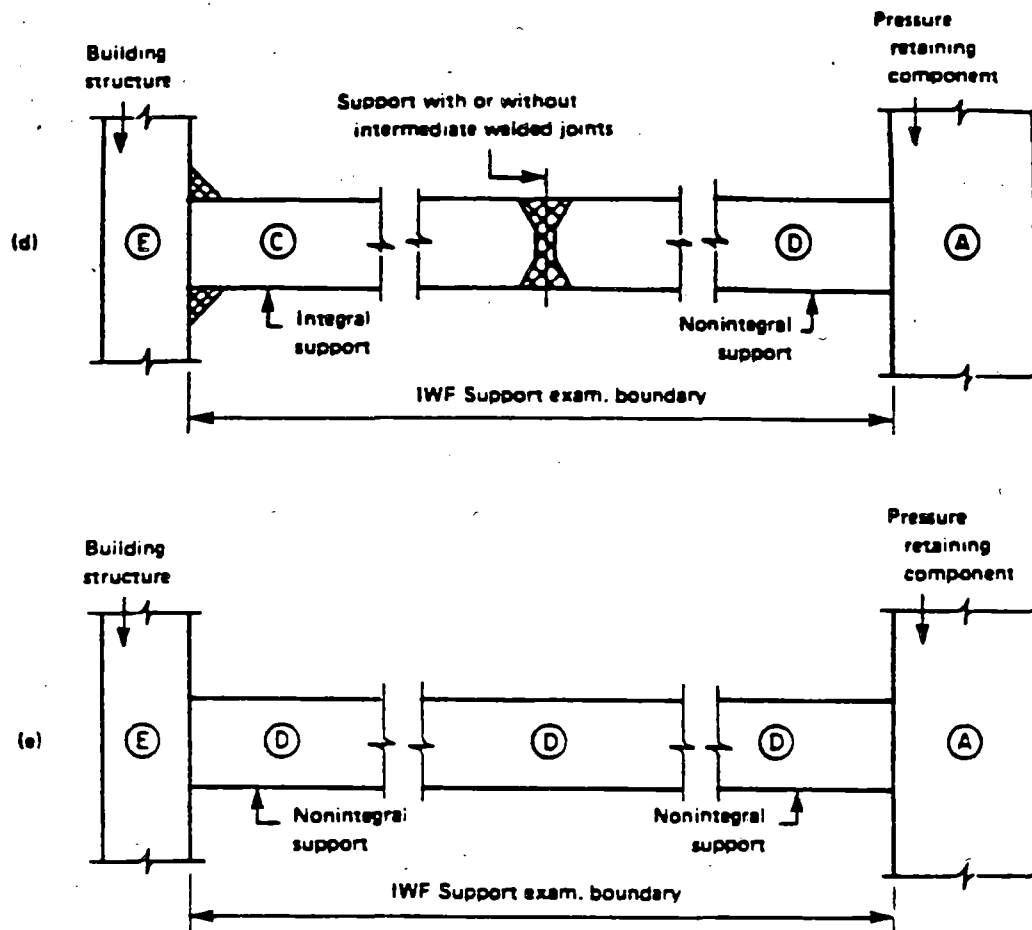 Building
structure
Pressure
retaining
component
Support with or without
intermediate welded joints
(d)
E
C
D
A
Integral
support
Nonintegral
support
IWF Support exam. boundary
Building
structure
Pressure
retaining
component
(e)
E
D
D
D
A
Nonintegral
support
Nonintegral
support
IWF Support exam. boundary